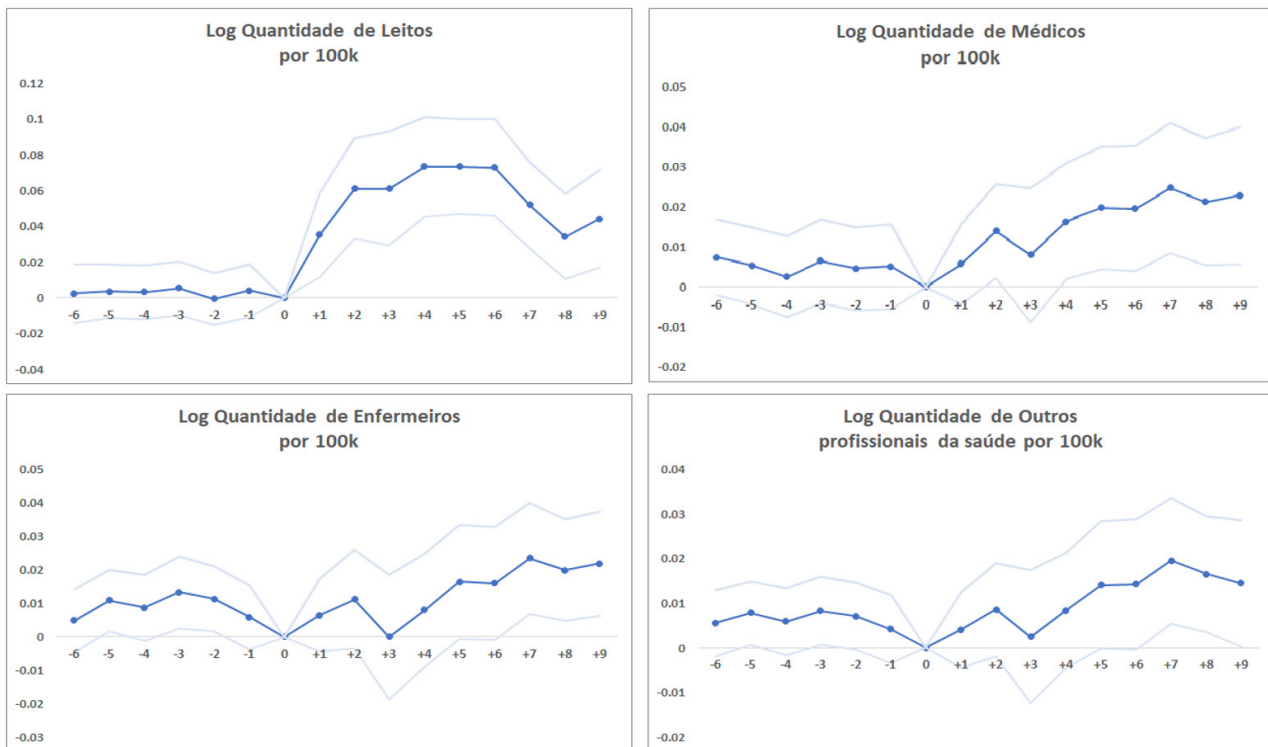 Log Quantidade de Leitos
por 100k
0.12
0.1
0.08
0.06
0.04
0.02
0
-0.02
-0.04
-6 -5 -4 -3 -2 -1 0 +1 +2 +3 +4 +5 +6 +7 +8 +9
Log Quantidade de Médicos
por 100k
0.05
0.04
0.03
0.02
0.01
0
-0.01
-0.02
-6 -5 -4 -3 -2 -1 0 +1 +2 +3 +4 +5 +6 +7 +8 +9
Log Quantidade de Enfermeiros
por 100k
0.05
0.04
0.03
0.02
0.01
0
-0.01
-0.02
-0.03
-6 -5 -4 -3 -2 -1 0 +1 +2 +3 +4 +5 +6 +7 +8 +9
Log Quantidade de Outros
profissionais da saúde por 100k
0.04
0.03
0.02
0.01
0
-0.01
-0.02
-6 -5 -4 -3 -2 -1 0 +1 +2 +3 +4 +5 +6 +7 +8 +9